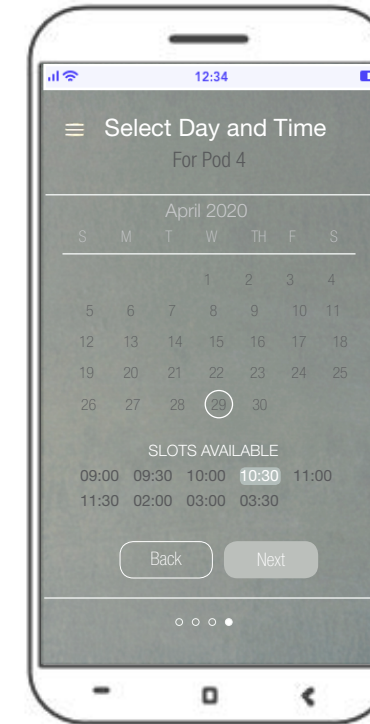 12:34
Select Day and Time
For Pod 4
April 2020
S M T W TH F S
1 2 3 4
5 6 7 8 9 10 11
12 13 14 15 16 17 18
19 20 21 22 23 24 25
26 27 28 29 30
SLOTS AVAILABLE
09:00 09:30 10:00 10:30 11:00
11:30 02:00 03:00 03:30
Back Next